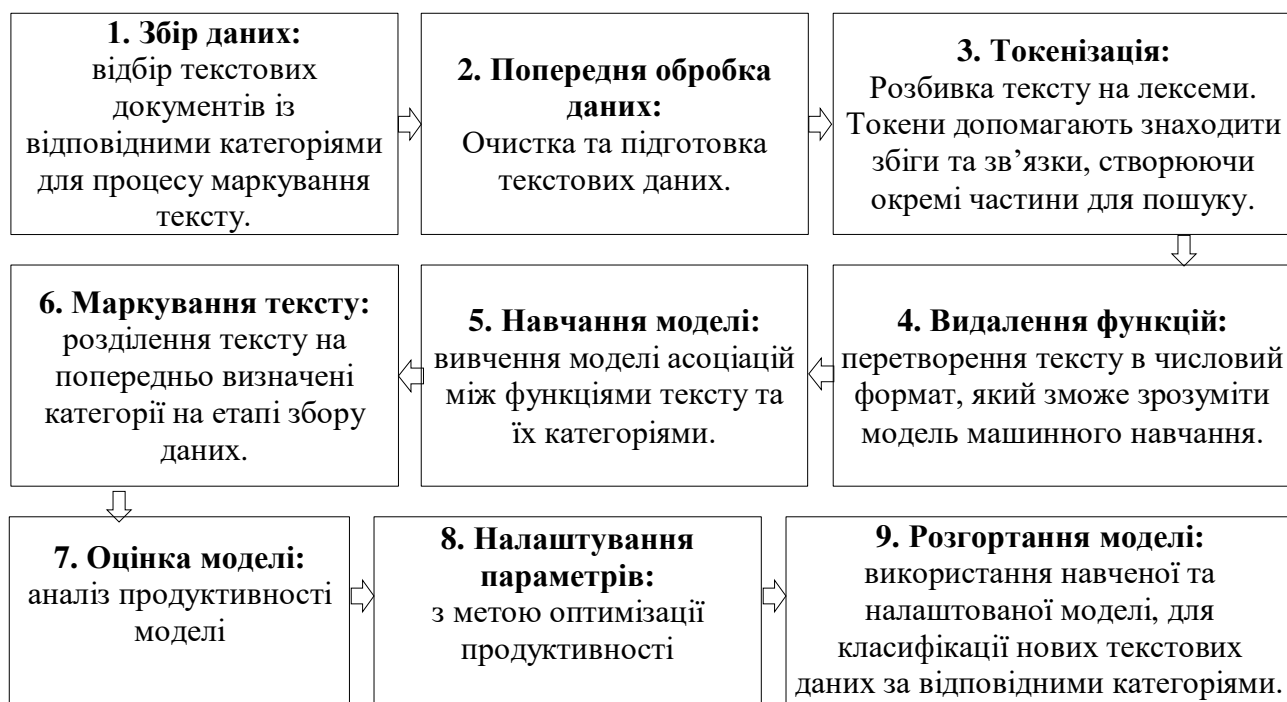 1. Збір даних:
відбір текстових
документів із
відповідними категоріями
для процесу маркування
тексту.
2. Попередня обробка
даних:
Очистка та підготовка
текстових даних.
3. Токенізація:
Розбивка тексту на лексеми.
Токени допомагають знаходити
збіги та зв’язки, створюючи
окремі частини для пошуку.
4. Видалення функцій:
перетворення тексту в числовий
формат, який зможе зрозуміти
модель машинного навчання.
5. Навчання моделі:
вивчення моделі асоціацій
між функціями тексту та
їх категоріями.
6. Маркування тексту:
розділення тексту на
попередньо визначені
категорії на етапі збору
даних.
7. Оцінка моделі:
аналіз продуктивності
моделі
8. Налаштування
параметрів:
з метою оптимізації
продуктивності
9. Розгортання моделі:
використання навченої та
налаштованої моделі, для
класифікації нових текстових
даних за відповідними категоріями.